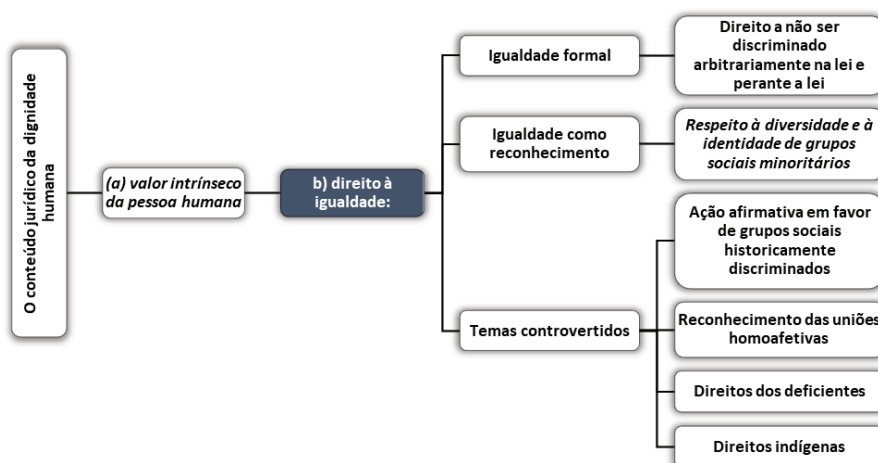 O conteúdo jurídico da dignidade
humana
(a) valor intrínseco
da pessoa humana
b) direito à
igualdade:
Igualdade formal
Direito a não ser
discriminado
arbitrariamente na lei e
perante a lei
Igualdade como
reconhecimento
Respeito à diversidade e à
identidade de grupos
sociais minoritários
Temas controvertidos
Ação afirmativa em favor
de grupos sociais
historicamente
discriminados
Reconhecimento das uniões
homoafetivas
Direitos dos deficientes
Direitos indígenas